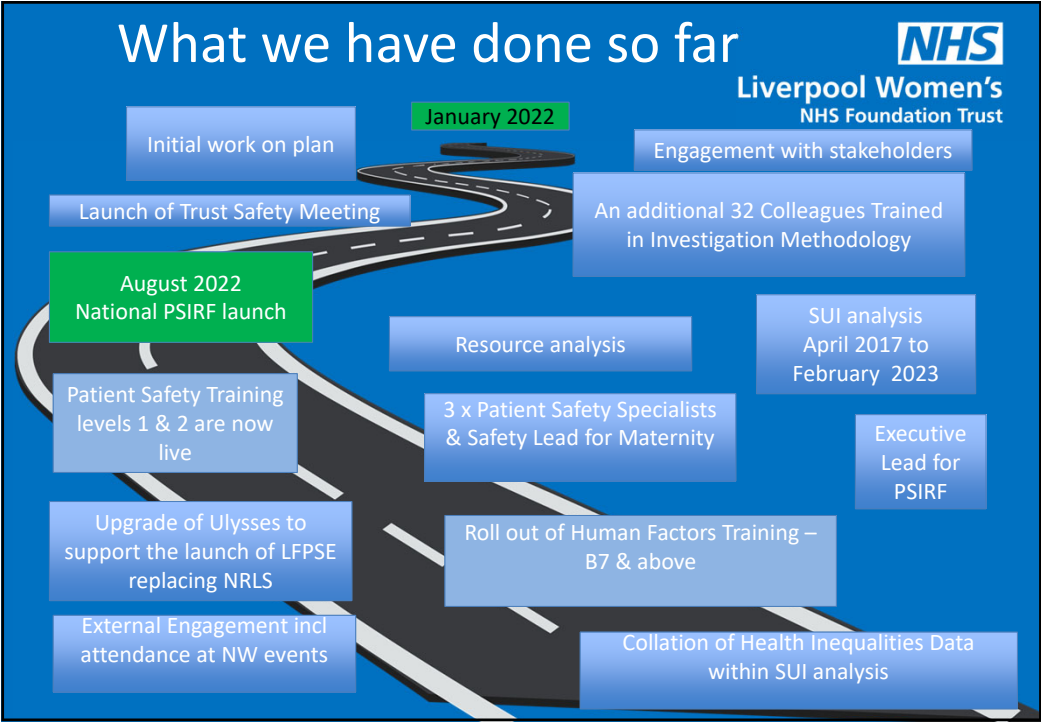 What we have done so far
NHS
Liverpool Women's
NHS Foundation Trust
January 2022
Initial work on plan
Engagement with stakeholders
Launch of Trust Safety Meeting
An additional 32 Colleagues Trained
in Investigation Methodology
August 2022
National PSIRF launch
Resource analysis
SUI analysis
April 2017 to
February 2023
Patient Safety Training
levels 1 & 2 are now
live
3 x Patient Safety Specialists
& Safety Lead for Maternity
Executive
Lead for
PSIRF
Upgrade of Ulysses to
support the launch of LFPSE
replacing NRLS
Roll out of Human Factors Training –
B7 & above
External Engagement incl
attendance at NW events
Collation of Health Inequalities Data
within SUI analysis